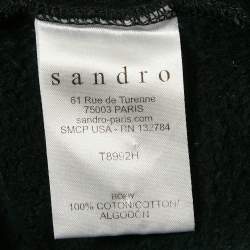 sandro
61 Rue de Turenne
75003 PARIS
sandro-paris.com
SMCP USA - RN 132784
T8992H
BODY
100% COTON/COTTON/
ALGODÓN